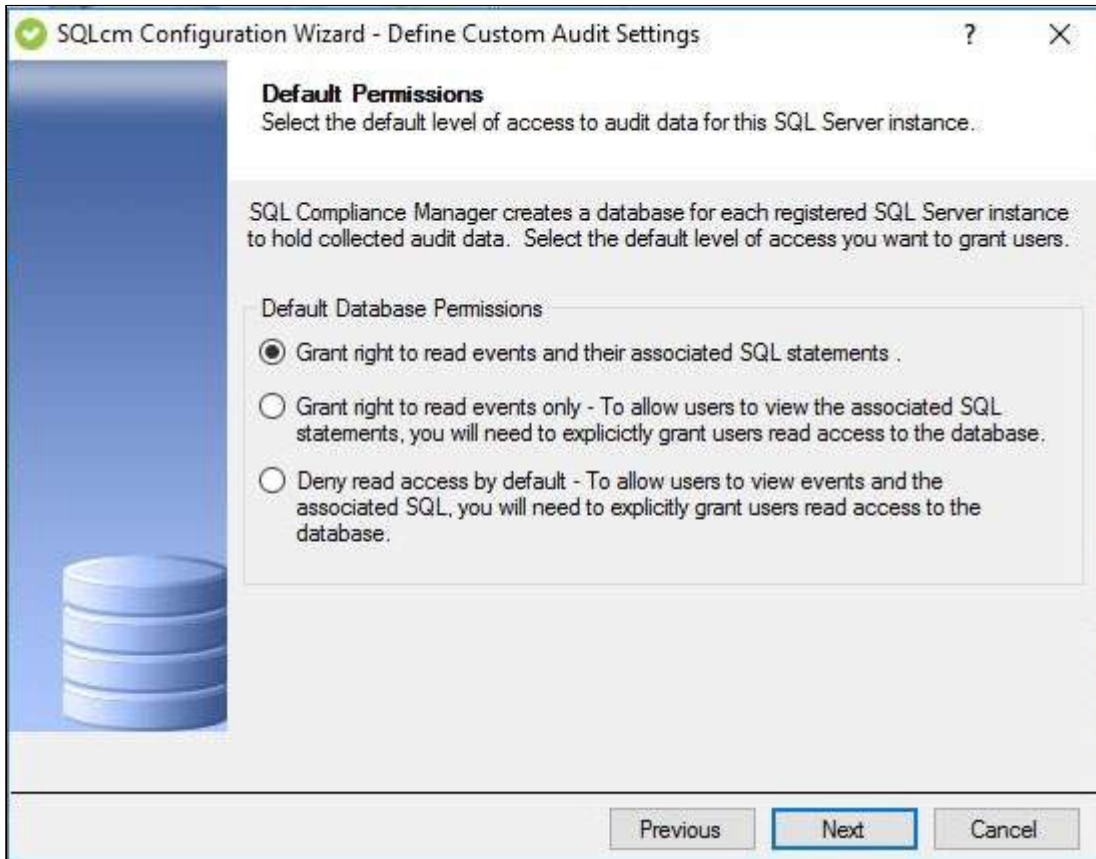 SQLcm Configuration Wizard - Define Custom Audit Settings ?
Default Permissions
Select the default level of access to audit data for this SQL Server instance.
SQL Compliance Manager creates a database for each registered SQL Server instance
to hold collected audit data. Select the default level of access you want to grant users.
Default Database Permissions
Grant right to read events and their associated SQL statements .
Grant right to read events only - To allow users to view the associated SQL
statements, you will need to explicictly grant users read access to the database.
Deny read access by default - To allow users to view events and the
associated SQL, you will need to explicitly grant users read access to the
database.
Previous Next Cancel